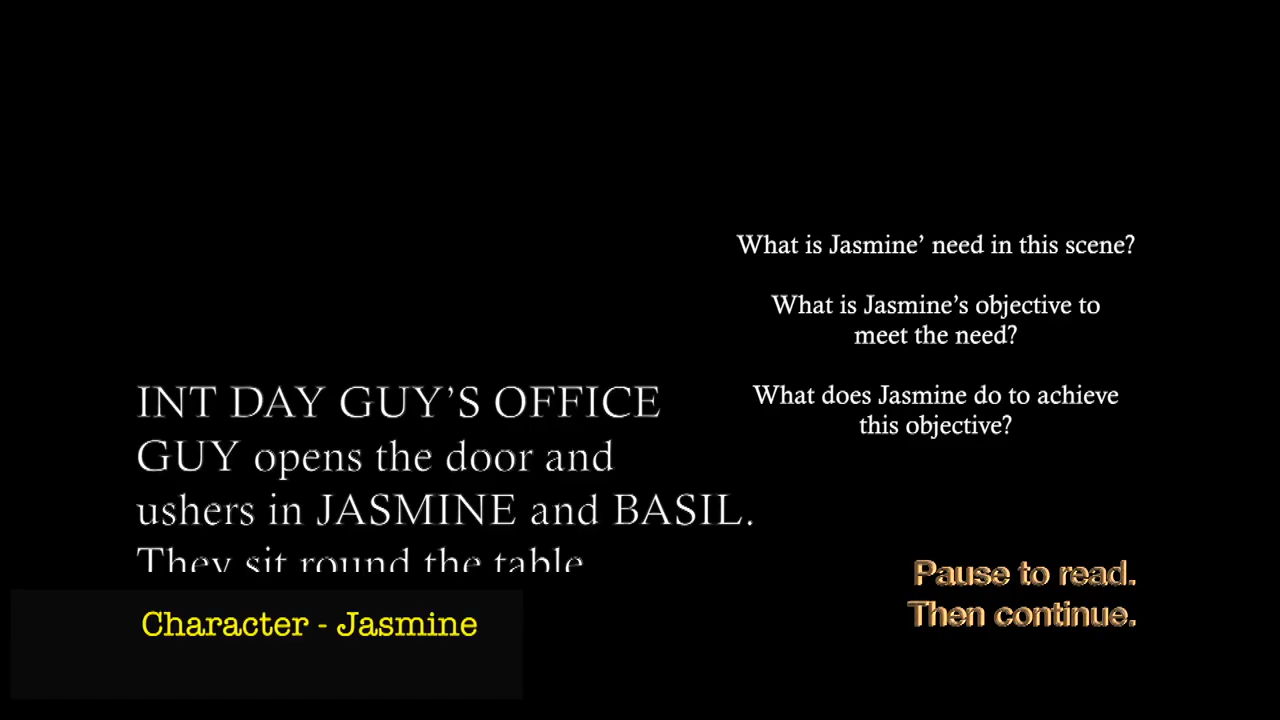 What is Jasmine’ need in this scene?
What is Jasmine’s objective to
meet the need?
What does Jasmine do to achieve
this objective?
INT DAY GUY’S OFFICE
GUY opens the door and
ushers in JASMINE and BASIL.
They sit round the table
Pause to read.
Then continue.
Character - Jasmine